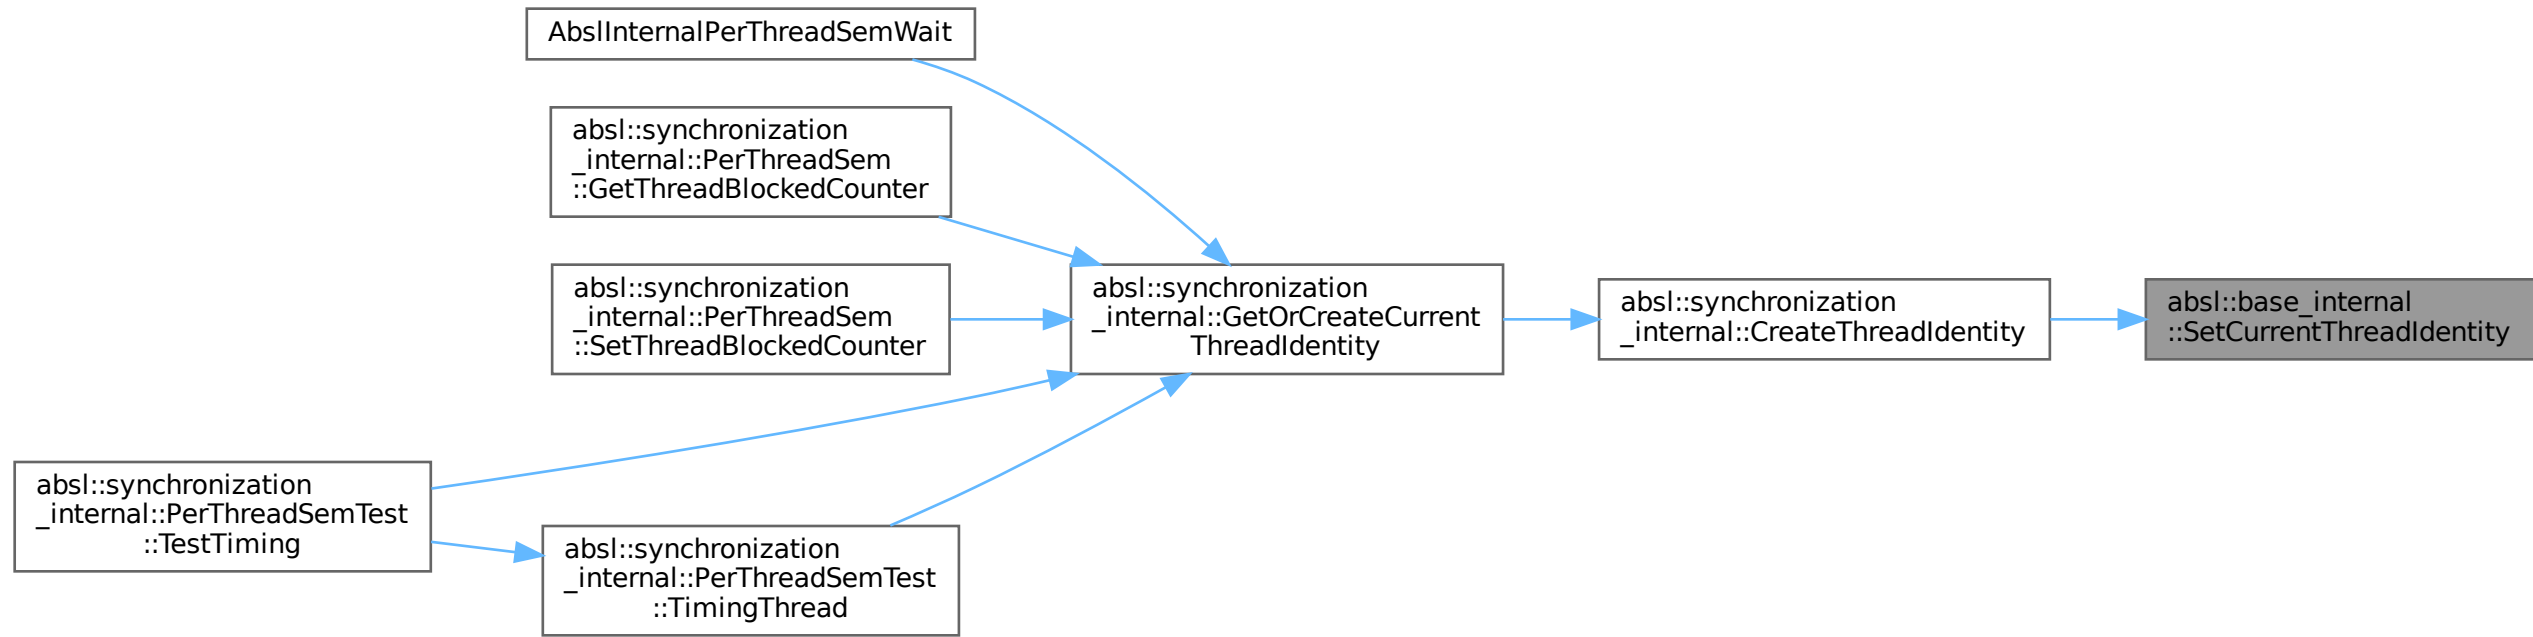 AbslInternalPerThreadSemWait
absl::synchronization
_internal::PerThreadSem
::GetThreadBlockedCounter
absl::synchronization
_internal::PerThreadSem
::SetThreadBlockedCounter
absl::synchronization
_internal::GetOrCreateCurrent
ThreadIdentity
absl::synchronization
_internal::CreateThreadIdentity
absl::base_internal
::SetCurrentThreadIdentity
absl::synchronization
_internal::PerThreadSemTest
::TestTiming
absl::synchronization
_internal::PerThreadSemTest
::TimingThread